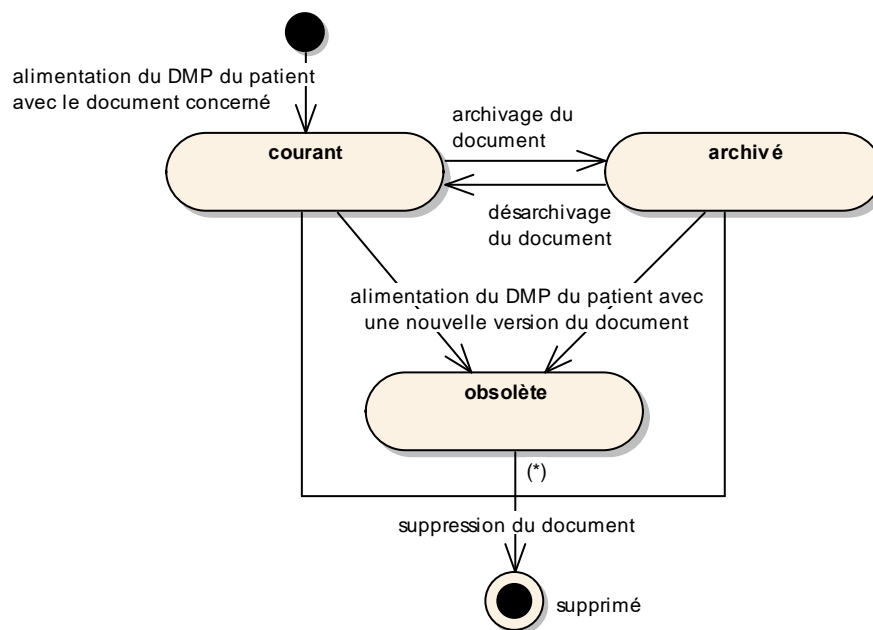 alimentation du DMP du patient
avec le document concerné
archivage du
document
courant
archivé
désarchivage
du document
alimentation du DMP du patient avec
une nouvelle version du document
obsolète
(*)
suppression du document
supprimé